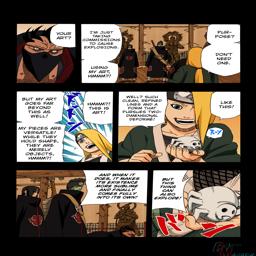 YOUR
ART?
I'M JUST
TAKING
COMMISSIONS
TO CAUSE
EXPLOSIONS.
USING
MY ART,
HMMM?!
PUR-
POSE?
DON'T
NEED
ONE.
BUT MY ART
GOES FAR
BEYOND
THIS AS
WELL!
MY PIECES ARE
VERSATILE!
WHILE THEY
HOLD SHAPE,
THEY ARE
MERELY
OBJECTS,
HMMM?!
HMMM?!
THIS IS
ART!
WELL? SUCH
CLEAN, REFINED
LINES AND A
FORM THAT
PURSUES TWO-
DIMENSIONAL
DEFORME!
LIKE
THIS!
AND WHEN IT
DOES, IT MAKES
ITS EXISTENCE
MORE SUBLIME
AND FINALLY
COMES FULLY
INTO ITS OWN!
BUT
THIS
THING
CAN
ALSO
EXPLODE!